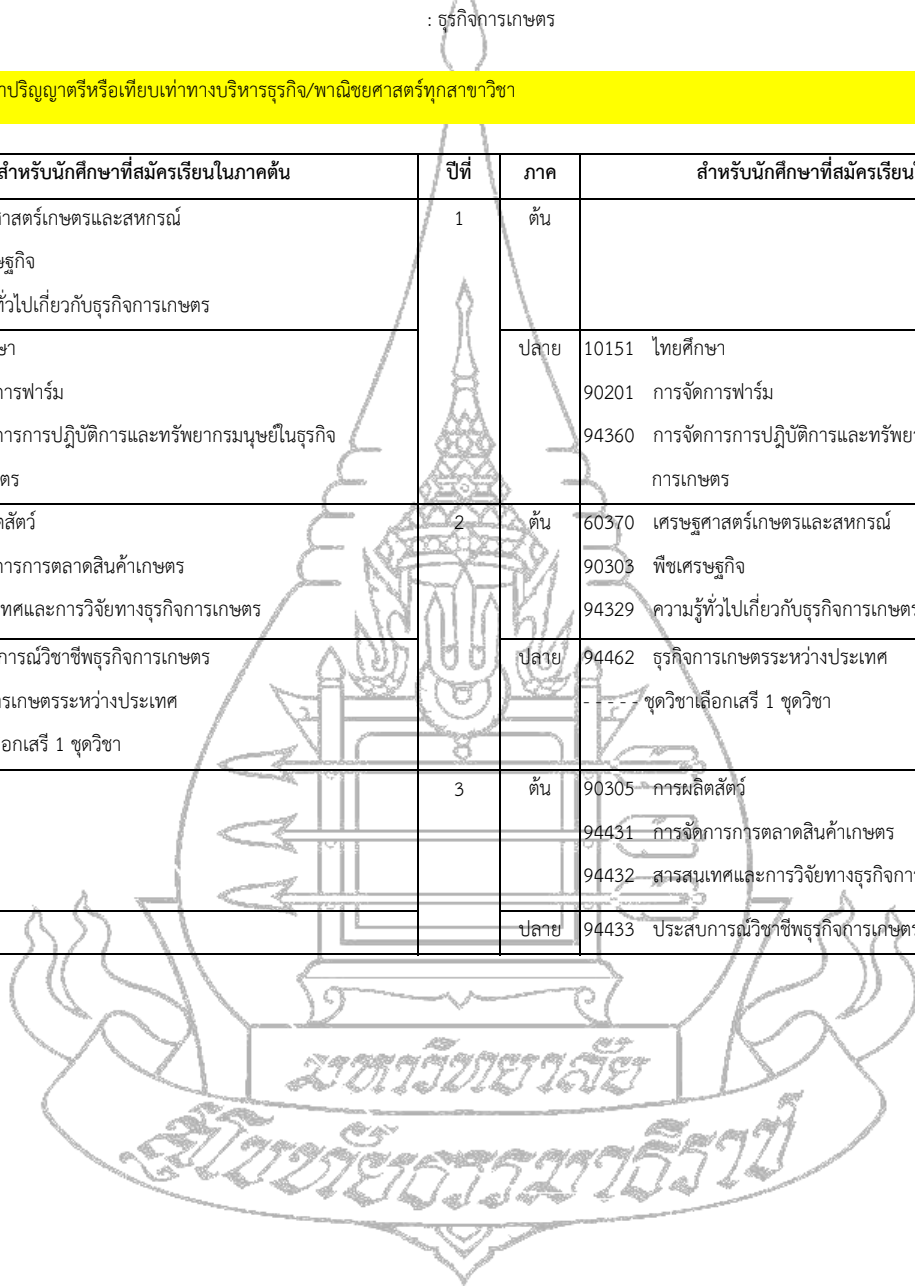 : ธุรกิจการเกษตร
าปริญญาตรีหรือเทียบเท่าทางบริหารธุรกิจ/พาณิชยศาสตร์ทุกสาขาวิชา
สำหรับนักศึกษาที่สมัครเรียนในภาคต้น ปีที่ ภาค สำหรับนักศึกษาที่สมัครเรียนใ
าสตร์เกษตรและสหกรณ์ 1 ต้น
ษฐกิจ
ทั่วไปเกี่ยวกับธุรกิจการเกษตร
ษา ปลาย 10151 ไทยศึกษา
การฟาร์ม 90201 การจัดการฟาร์ม
การการปฏิบัติการและทรัพยากรมนุษย์ในธุรกิจ 94360 การจัดการการปฏิบัติการและทรัพยา
ตร การเกษตร
ตสัตว์ 2 ต้น 60370 เศรษฐศาสตร์เกษตรและสหกรณ์
การการตลาดสินค้าเกษตร 90303 พืชเศรษฐกิจ
ทศและการวิจัยทางธุรกิจการเกษตร 94329 ความรู้ทั่วไปเกี่ยวกับธุรกิจการเกษตร
การณ์วิชาชีพธุรกิจการเกษตร ปลาย 94462 ธุรกิจการเกษตรระหว่างประเทศ
ารเกษตรระหว่างประเทศ - - - - - ชุดวิชาเลือกเสรี 1 ชุดวิชา
ลือกเสรี 1 ชุดวิชา
3 ต้น 90305 การผลิตสัตว์
94431 การจัดการการตลาดสินค้าเกษตร
94432 สารสนเทศและการวิจัยทางธุรกิจกา
ปลาย 94433 ประสบการณ์วิชาชีพธุรกิจการเกษตร
มหาวิทยาลัย
สุโขทัยธรรมาธิราช